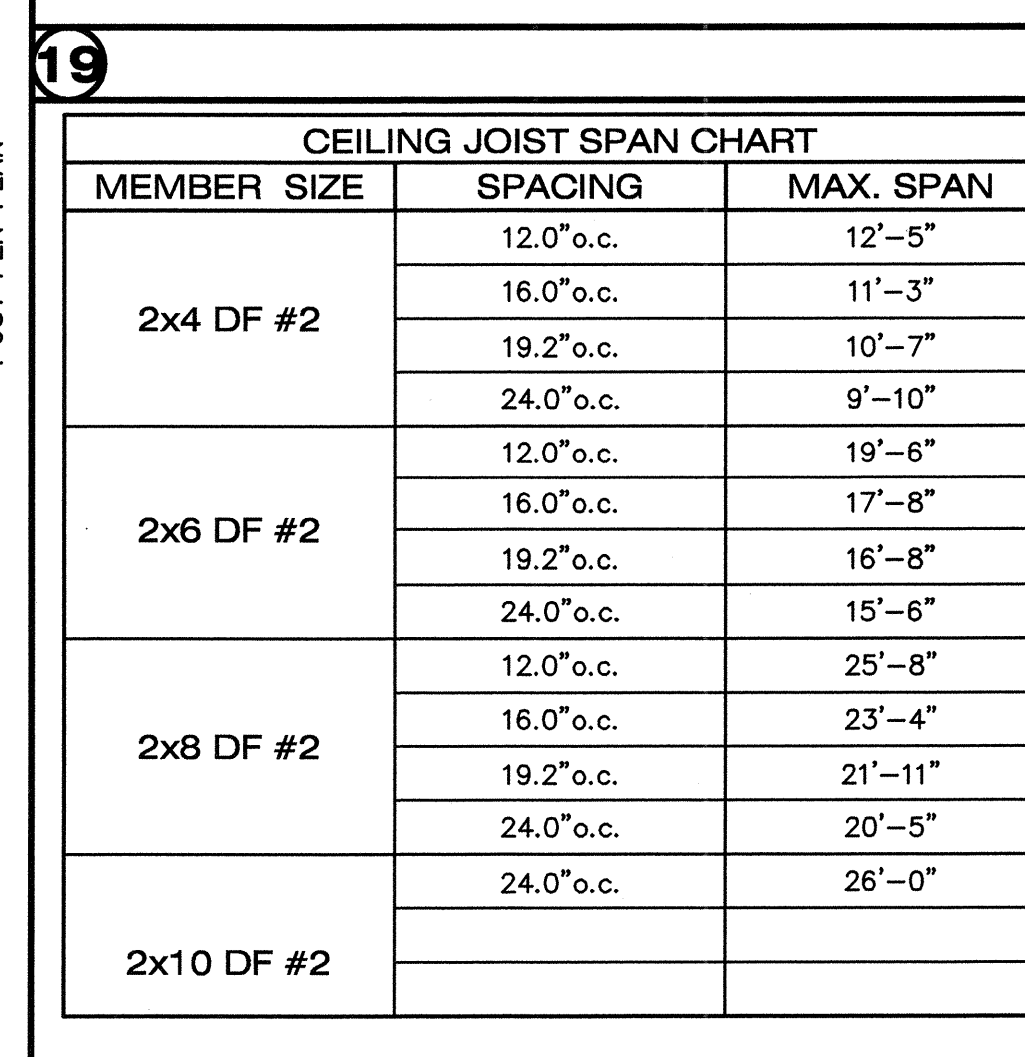 19
CEILING JOIST SPAN CHART
MEMBER SIZE SPACING MAX. SPAN
2x4 DF #2
12.0"o.c. 12'-5"
16.0"o.c. 11'-3"
19.2"o.c. 10'-7"
24.0"o.c. 9'-10"
2x6 DF #2
12.0"o.c. 19'-6"
16.0"o.c. 17'-8"
19.2"o.c. 16'-8"
24.0"o.c. 15'-6"
2x8 DF #2
12.0"o.c. 25'-8"
16.0"o.c. 23'-4"
19.2"o.c. 21'-11"
24.0"o.c. 20'-5"
2x10 DF #2
24.0"o.c. 26'-0"